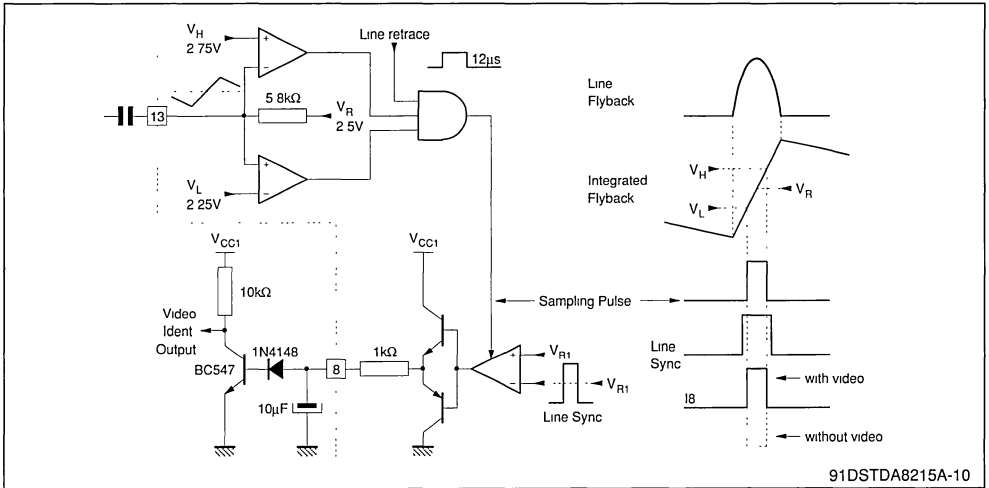 VH
2 75V
Line retrace
12µs
5 8kΩ
VR
2 5V
13
VL
2 25V
Line
Flyback
Integrated
Flyback
VH
VR
VL
VCC1
10kΩ
Video
Ident
Output
1N4148
BC547
10µF
8
1kΩ
VCC1
Sampling Pulse
+
−
VR1
VR1
Line Sync
Line
Sync
with video
I8
without video
91DSTDA8215A-10